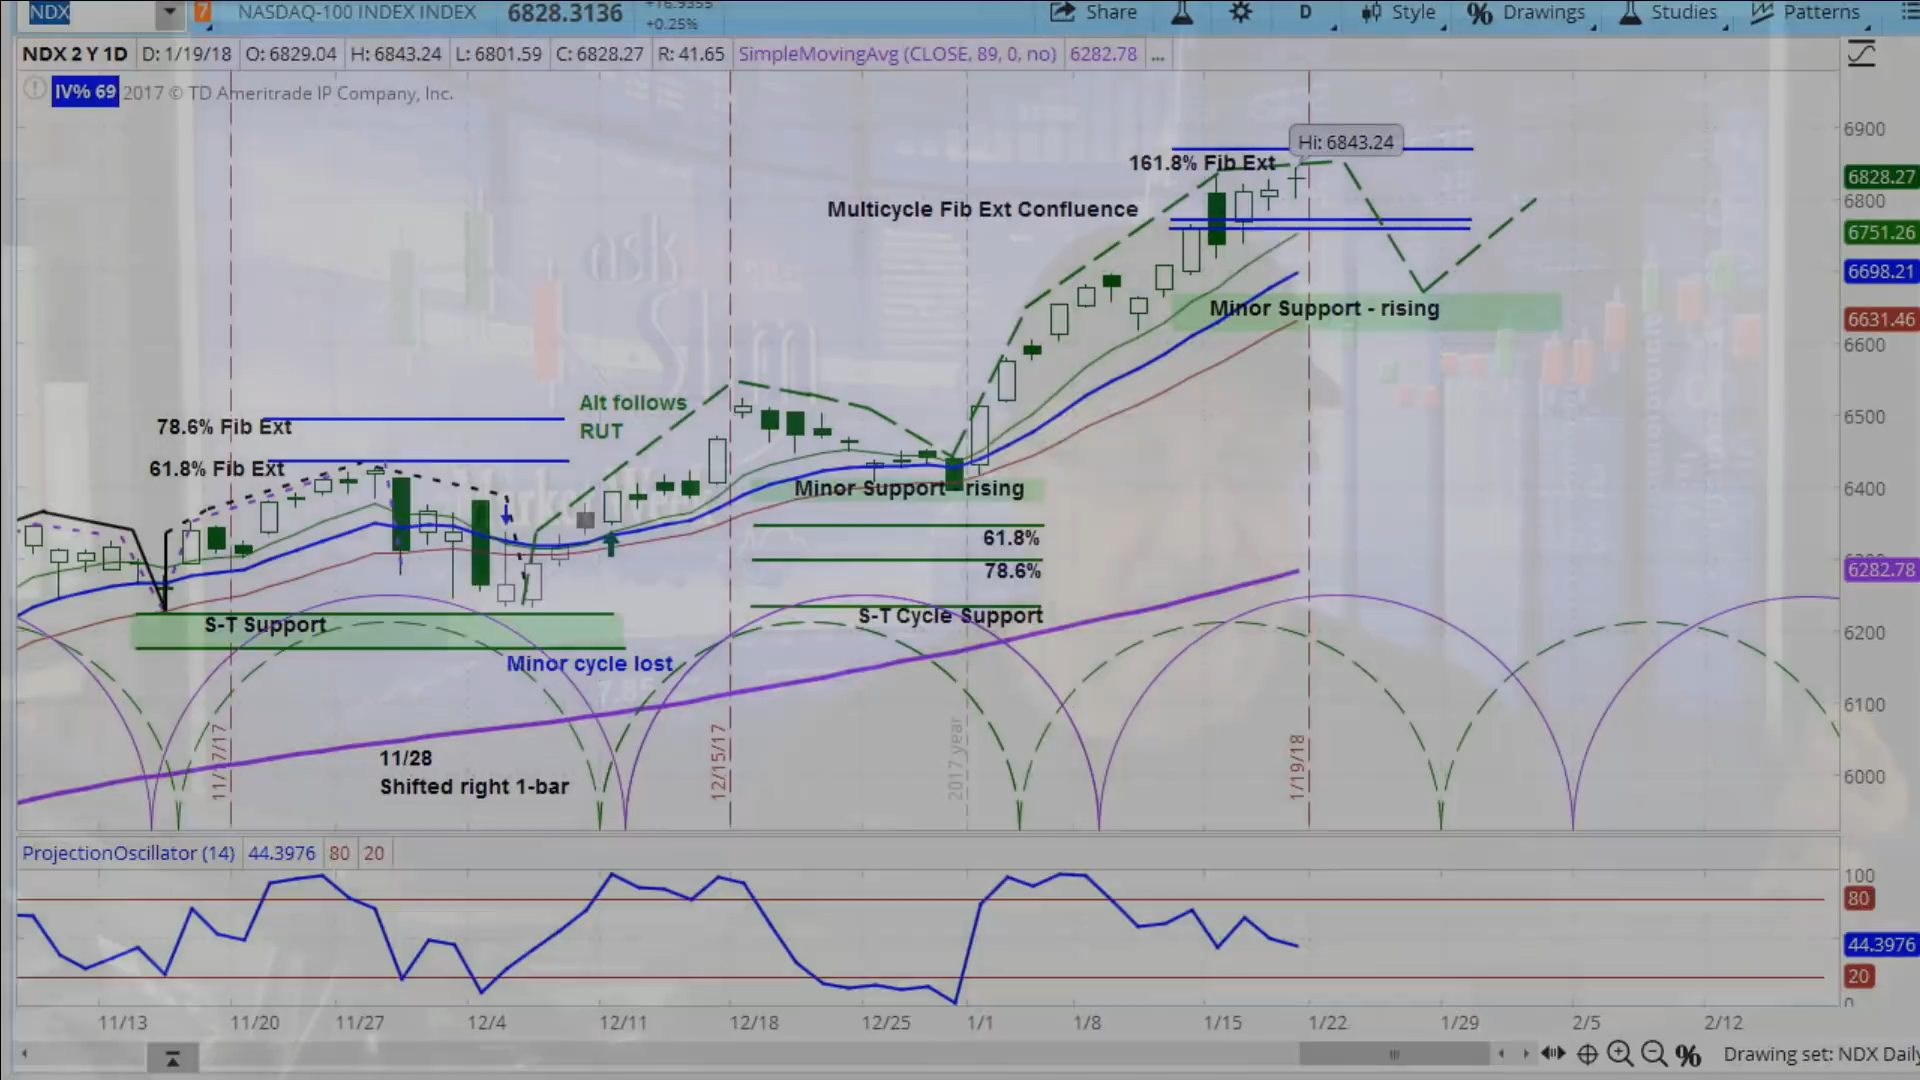 NDX
7
NASDAQ-100 INDEX INDEX
6828.3136
+16.9355
+0.25%
Share
D
Style
% Drawings
Studies
Patterns
NDX 2 Y 1D
D: 1/19/18
O: 6829.04
H: 6843.24
L: 6801.59
C: 6828.27
R: 41.65
SimpleMovingAvg (CLOSE, 89, 0, no)
6282.78
...
IV% 69
2017 © TD Ameritrade IP Company, Inc.
Hi: 6843.24
161.8% Fib Ext
Multicycle Fib Ext Confluence
Minor Support - rising
ask
Slim
78.6% Fib Ext
61.8% Fib Ext
Alt follows
RUT
Minor Support - rising
61.8%
78.6%
S-T Cycle Support
S-T Support
Minor cycle lost
7.85
11/28
Shifted right 1-bar
11/17/17
12/15/17
2017 year
1/19/18
6900
6828.27
6800
6751.26
6698.21
6631.46
6600
6500
6400
6282.78
6200
6100
6000
ProjectionOscillator (14)
44.3976
80
20
100
80
44.3976
20
0
11/13
11/20
11/27
12/4
12/11
12/18
12/25
1/1
1/8
1/15
1/22
1/29
2/5
2/12
%
Drawing set: NDX Daily